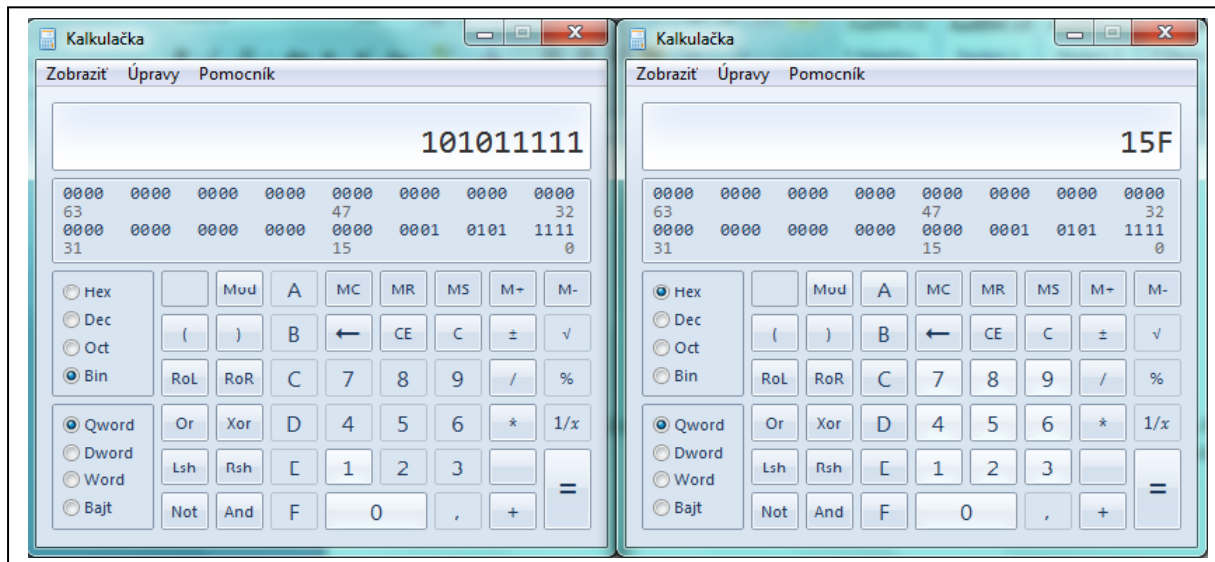 Kalkulačka
Zobraziť Úpravy Pomocník
101011111
0000 0000 0000 0000 0000 0000 0000 0000
63 47 32
0000 0000 0000 0000 0000 0001 0101 1111
31 15 0
Hex Mod A MC MR MS M+ M-
Dec
Oct
( ) B ← CE C ± √
Bin RoL RoR C 7 8 9 / %
Qword Or Xor D 4 5 6 * 1/x
Dword
Word
Lsh Rsh E 1 2 3 =
Bajt Not And F 0 , +
Kalkulačka
Zobraziť Úpravy Pomocník
15F
0000 0000 0000 0000 0000 0000 0000 0000
63 47 32
0000 0000 0000 0000 0000 0001 0101 1111
31 15 0
Hex Mod A MC MR MS M+ M-
Dec
Oct
( ) B ← CE C ± √
Bin RoL RoR C 7 8 9 / %
Qword Or Xor D 4 5 6 * 1/x
Dword
Word
Lsh Rsh E 1 2 3 =
Bajt Not And F 0 , +